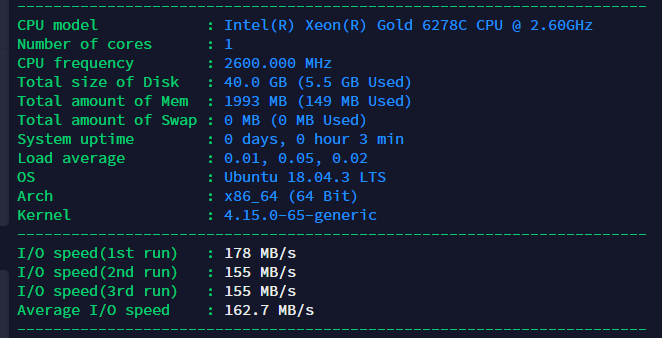 ----------------------------------------------------------------------
CPU model            : Intel(R) Xeon(R) Gold 6278C CPU @ 2.60GHz
Number of cores      : 1
CPU frequency        : 2600.000 MHz
Total size of Disk   : 40.0 GB (5.5 GB Used)
Total amount of Mem  : 1993 MB (149 MB Used)
Total amount of Swap : 0 MB (0 MB Used)
System uptime        : 0 days, 0 hour 3 min
Load average         : 0.01, 0.05, 0.02
OS                   : Ubuntu 18.04.3 LTS
Arch                 : x86_64 (64 Bit)
Kernel               : 4.15.0-65-generic
----------------------------------------------------------------------
I/O speed(1st run)   : 178 MB/s
I/O speed(2nd run)   : 155 MB/s
I/O speed(3rd run)   : 155 MB/s
Average I/O speed    : 162.7 MB/s
----------------------------------------------------------------------